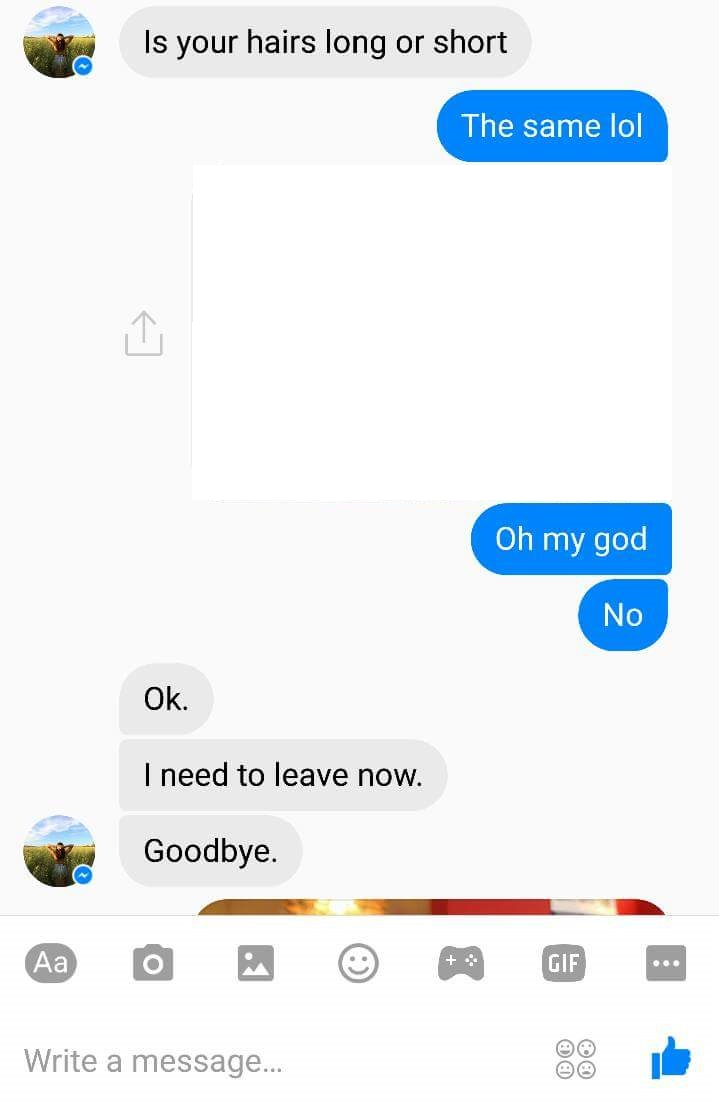 Is your hairs long or short
The same lol
Oh my god
No
Ok.
I need to leave now.
Goodbye.
Aa
GIF
Write a message...